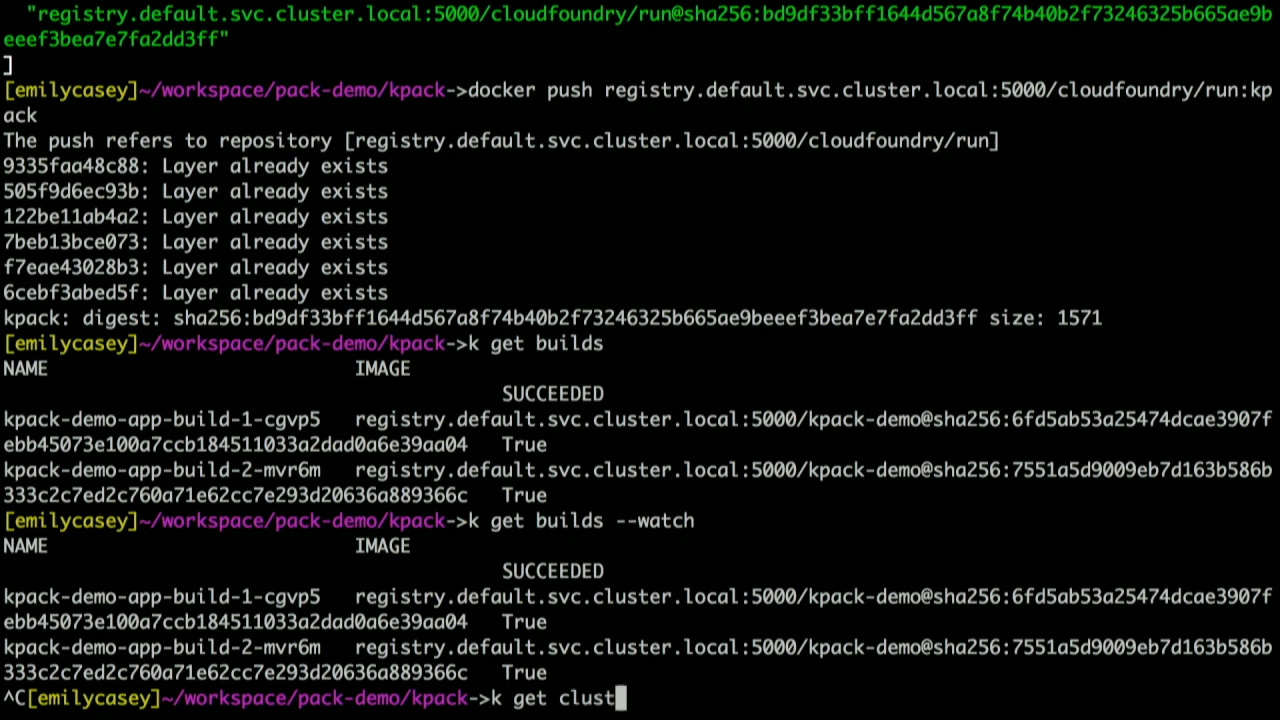 "registry.default.svc.cluster.local:5000/cloudfoundry/run@sha256:bd9df33bff1644d567a8f74b40b2f73246325b665ae9b
eeef3bea7e7fa2dd3ff"
]
[emilycasey]~/workspace/pack-demo/kpack->docker push registry.default.svc.cluster.local:5000/cloudfoundry/run:kp
ack
The push refers to repository [registry.default.svc.cluster.local:5000/cloudfoundry/run]
9335faa48c88: Layer already exists
505f9d6ec93b: Layer already exists
122be11ab4a2: Layer already exists
7beb13bce073: Layer already exists
f7eae43028b3: Layer already exists
6cebf3abed5f: Layer already exists
kpack: digest: sha256:bd9df33bff1644d567a8f74b40b2f73246325b665ae9beeef3bea7e7fa2dd3ff size: 1571
[emilycasey]~/workspace/pack-demo/kpack->k get builds
NAME IMAGE
SUCCEEDED
kpack-demo-app-build-1-cgvp5 registry.default.svc.cluster.local:5000/kpack-demo@sha256:6fd5ab53a25474dcae3907f
ebb45073e100a7ccb184511033a2dad0a6e39aa04 True
kpack-demo-app-build-2-mvr6m registry.default.svc.cluster.local:5000/kpack-demo@sha256:7551a5d9009eb7d163b586b
333c2c7ed2c760a71e62cc7e293d20636a889366c True
[emilycasey]~/workspace/pack-demo/kpack->k get builds --watch
NAME IMAGE
SUCCEEDED
kpack-demo-app-build-1-cgvp5 registry.default.svc.cluster.local:5000/kpack-demo@sha256:6fd5ab53a25474dcae3907f
ebb45073e100a7ccb184511033a2dad0a6e39aa04 True
kpack-demo-app-build-2-mvr6m registry.default.svc.cluster.local:5000/kpack-demo@sha256:7551a5d9009eb7d163b586b
333c2c7ed2c760a71e62cc7e293d20636a889366c True
^C[emilycasey]~/workspace/pack-demo/kpack->k get clust